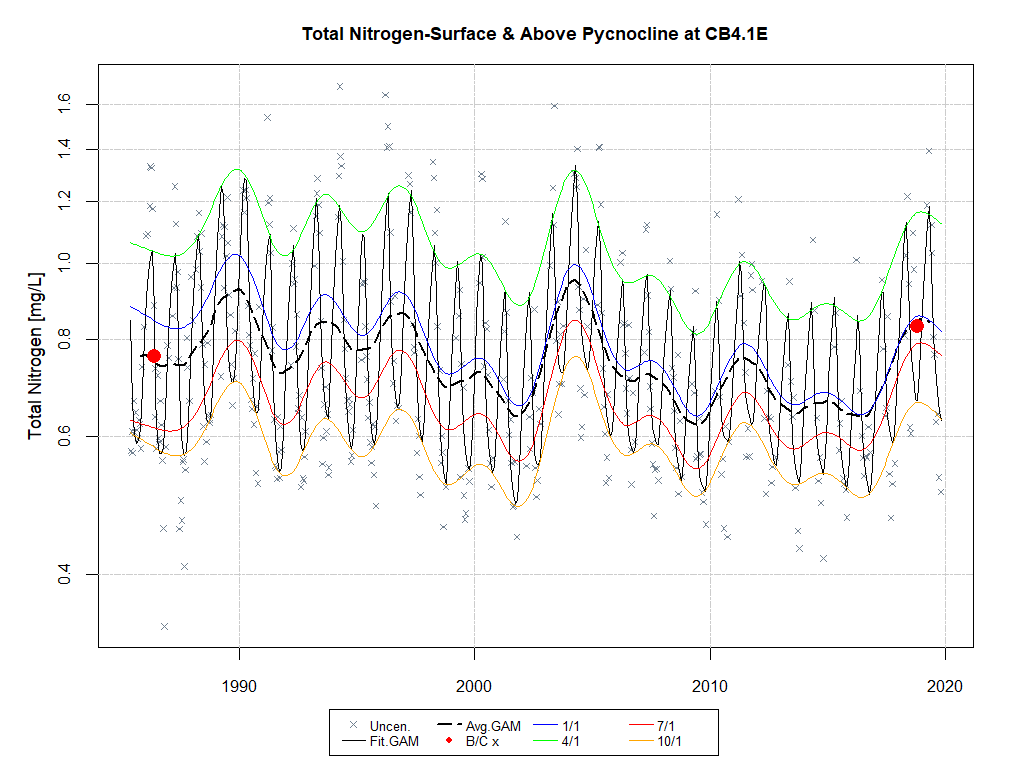 Total Nitrogen-Surface & Above Pycnocline at CB4.1E
Total Nitrogen [mg/L]
1.6
1.4
1.2
1.0
0.8
0.6
0.4
1990 2000 2010 2020
Uncen. Avg.GAM 1/1 7/1
Fit.GAM B/C x 4/1 10/1